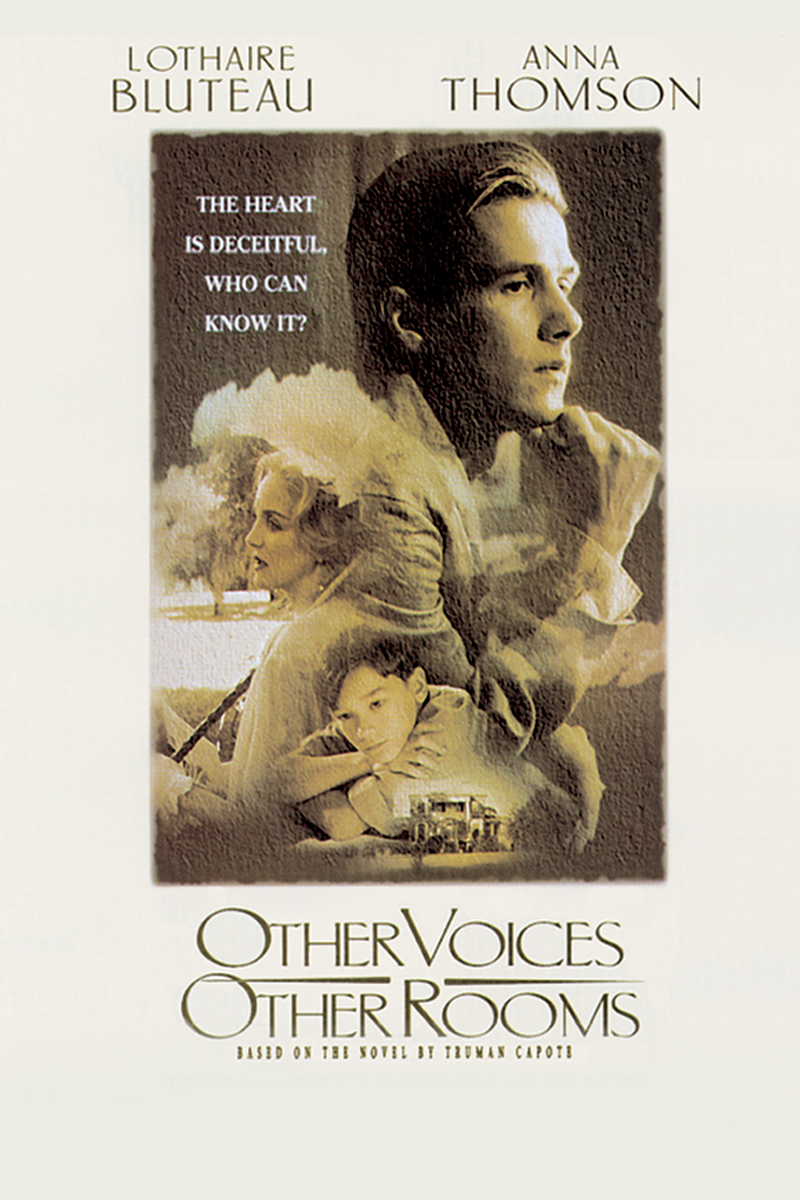 LOTHAIRE
BLUTEAU
ANNA
THOMSON
THE HEART
IS DECEITFUL,
WHO CAN
KNOW IT?
OTHER VOICES
OTHER ROOMS
BASED ON THE NOVEL BY TRUMAN CAPOTE